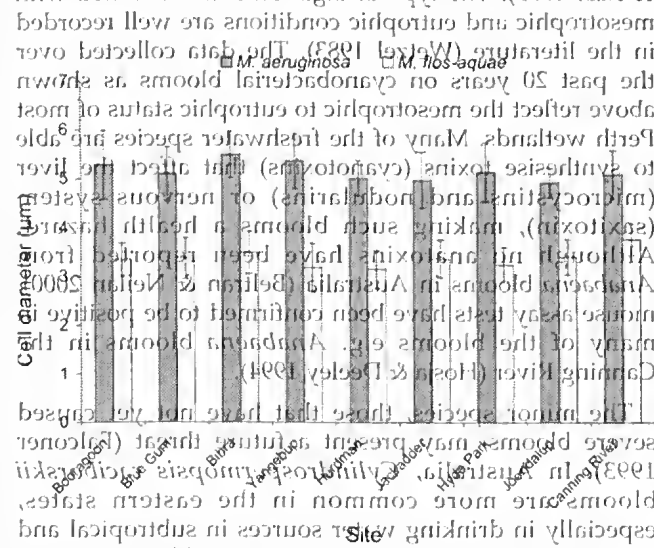 M. aeruginosa
M. flos-aquae
7
6
5
4
3
2
1
0
Cell diameter (µm)
Booragoon
Blue Gum
Bibra
Yangebup
Hurdman
Jackadder
Hyde Park
Joondalup
Canning River
Site
mesotrophic and eutrophic conditions are well recorded
in the literature (Wetzel 1983). The data collected over
the past 20 years on cyanobacterial blooms as shown
above reflect the mesotrophic to eutrophic status of most
Perth wetlands. Many of the freshwater species are able
to synthesise toxins (cyanotoxins) that affect the liver
(microcystins and nodularins) or nervous system
(saxitoxin), making such blooms a health hazard.
Although no anatoxins have been reported from
Anabaena blooms in Australia (Beltran & Neilan 2000)
mouse assay tests have been confirmed to be positive in
many of the blooms eg. Anabaena blooms in the
Canning River (Hosja & Deeley 1994).
The minor species, those that have not yet caused
severe blooms, may present a future threat (Falconer
1993). In Australia, Cylindrospermopsis raciborskii
blooms are more common in the eastern states,
especially in drinking water sources in subtropical and